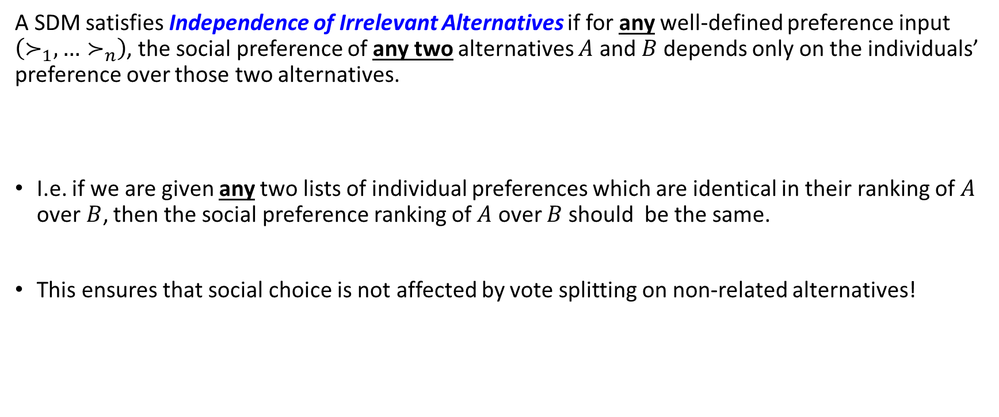 A SDM satisfies Independence of Irrelevant Alternatives if for any well-defined preference input
(≻₁, … ≻ₙ), the social preference of any two alternatives A and B depends only on the individuals’
preference over those two alternatives.
• I.e. if we are given any two lists of individual preferences which are identical in their ranking of A
over B, then the social preference ranking of A over B should be the same.
• This ensures that social choice is not affected by vote splitting on non-related alternatives!